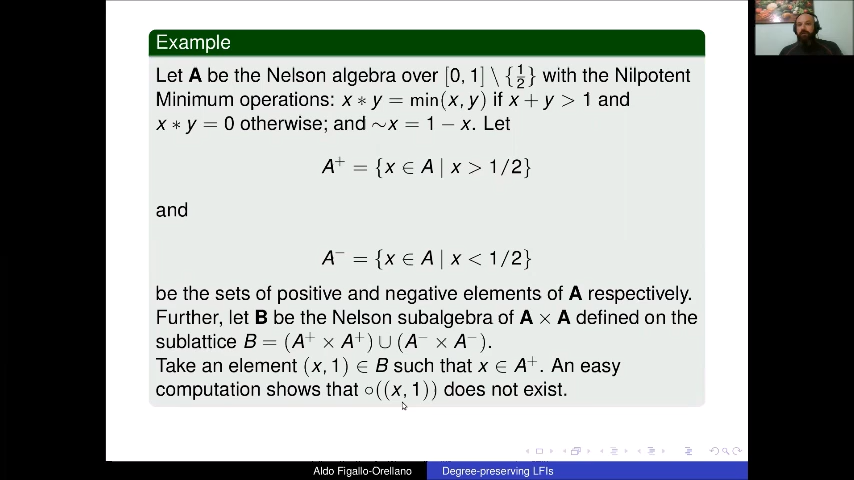 Example
Let A be the Nelson algebra over [0, 1] \ {1/2} with the Nilpotent
Minimum operations: x ∗ y = min(x, y) if x + y > 1 and
x ∗ y = 0 otherwise; and ∼x = 1 − x. Let
A⁺ = {x ∈ A | x > 1/2}
and
A⁻ = {x ∈ A | x < 1/2}
be the sets of positive and negative elements of A respectively.
Further, let B be the Nelson subalgebra of A × A defined on the
sublattice B = (A⁺ × A⁺) ∪ (A⁻ × A⁻).
Take an element (x, 1) ∈ B such that x ∈ A⁺. An easy
computation shows that ∘((x, 1)) does not exist.
Aldo Figallo-Orellano Degree-preserving LFIs